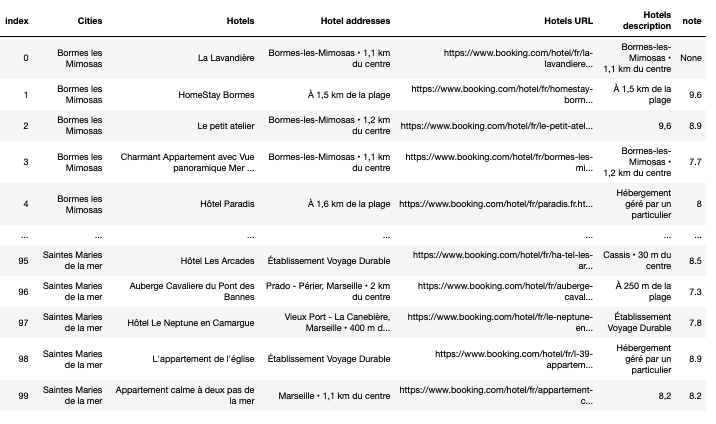 index Cities Hotels Hotel addresses Hotels URL Hotels description note
0 Bormes les Mimosas La Lavandière Bormes-les-Mimosas • 1,1 km du centre https://www.booking.com/hotel/fr/la-lavandiere... Bormes-les-Mimosas • 1,1 km du centre None
1 Bormes les Mimosas HomeStay Bormes À 1,5 km de la plage https://www.booking.com/hotel/fr/homestay-borm... À 1,5 km de la plage 9.6
2 Bormes les Mimosas Le petit atelier Bormes-les-Mimosas • 1,2 km du centre https://www.booking.com/hotel/fr/le-petit-atel... 9,6 8.9
3 Bormes les Mimosas Charmant Appartement avec Vue panoramique Mer ... Bormes-les-Mimosas • 1,1 km du centre https://www.booking.com/hotel/fr/bormes-les-mi... Bormes-les-Mimosas • 1,2 km du centre 7.7
4 Bormes les Mimosas Hôtel Paradis À 1,6 km de la plage https://www.booking.com/hotel/fr/paradis.fr.ht... Hébergement géré par un particulier 8
... ... ... ... ... ... ...
95 Saintes Maries de la mer Hôtel Les Arcades Établissement Voyage Durable https://www.booking.com/hotel/fr/ha-tel-les-ar... Cassis • 30 m du centre 8.5
96 Saintes Maries de la mer Auberge Cavaliere du Pont des Bannes Prado - Périer, Marseille • 2 km du centre https://www.booking.com/hotel/fr/auberge-caval... À 250 m de la plage 7.3
97 Saintes Maries de la mer Hôtel Le Neptune en Camargue Vieux Port - La Canebière, Marseille • 400 m d... https://www.booking.com/hotel/fr/le-neptune-en... Établissement Voyage Durable 7.8
98 Saintes Maries de la mer L'appartement de l'église Établissement Voyage Durable https://www.booking.com/hotel/fr/l-39-appartem... Hébergement géré par un particulier 8.9
99 Saintes Maries de la mer Appartement calme à deux pas de la mer Marseille • 1,1 km du centre https://www.booking.com/hotel/fr/appartement-c... 8,2 8.2